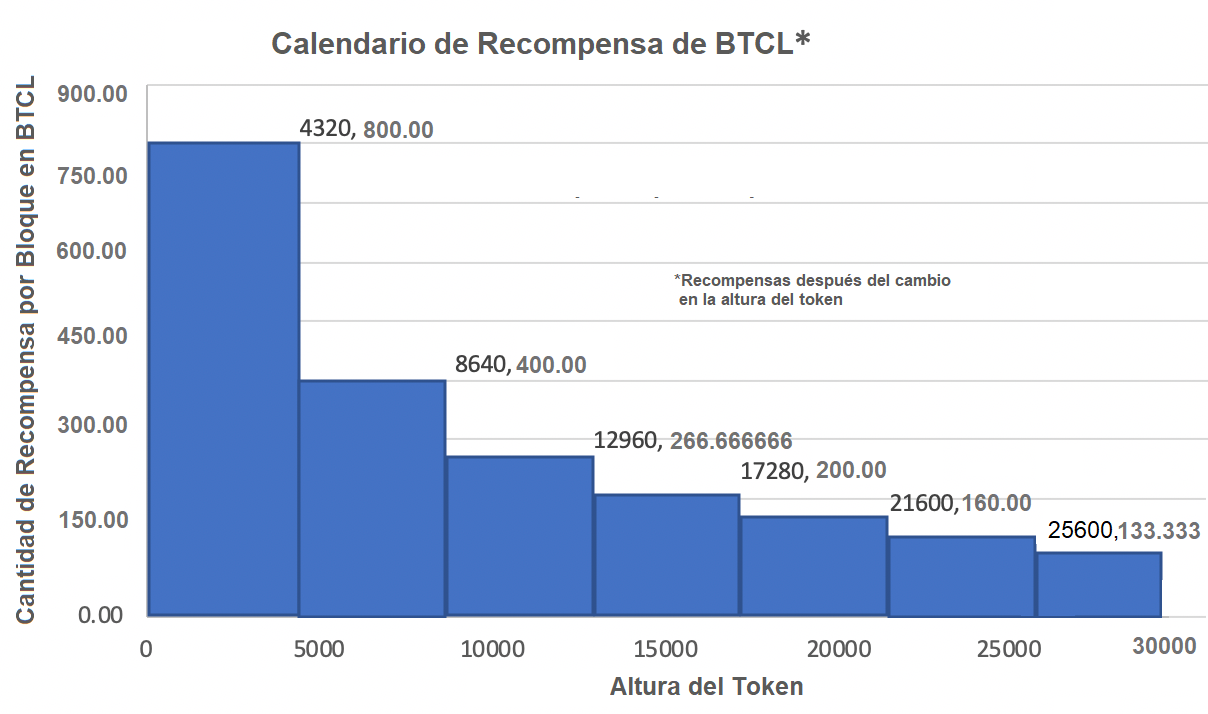 Calendario de Recompensa de BTCL*
Cantidad de Recompensa por Bloque en BTCL
900.00
750.00
600.00
450.00
300.00
150.00
0.00
4320, 800.00
8640, 400.00
12960, 266.666666
17280, 200.00
21600, 160.00
25600, 133.333
*Recompensas después del cambio
en la altura del token
0 5000 10000 15000 20000 25000 30000
Altura del Token